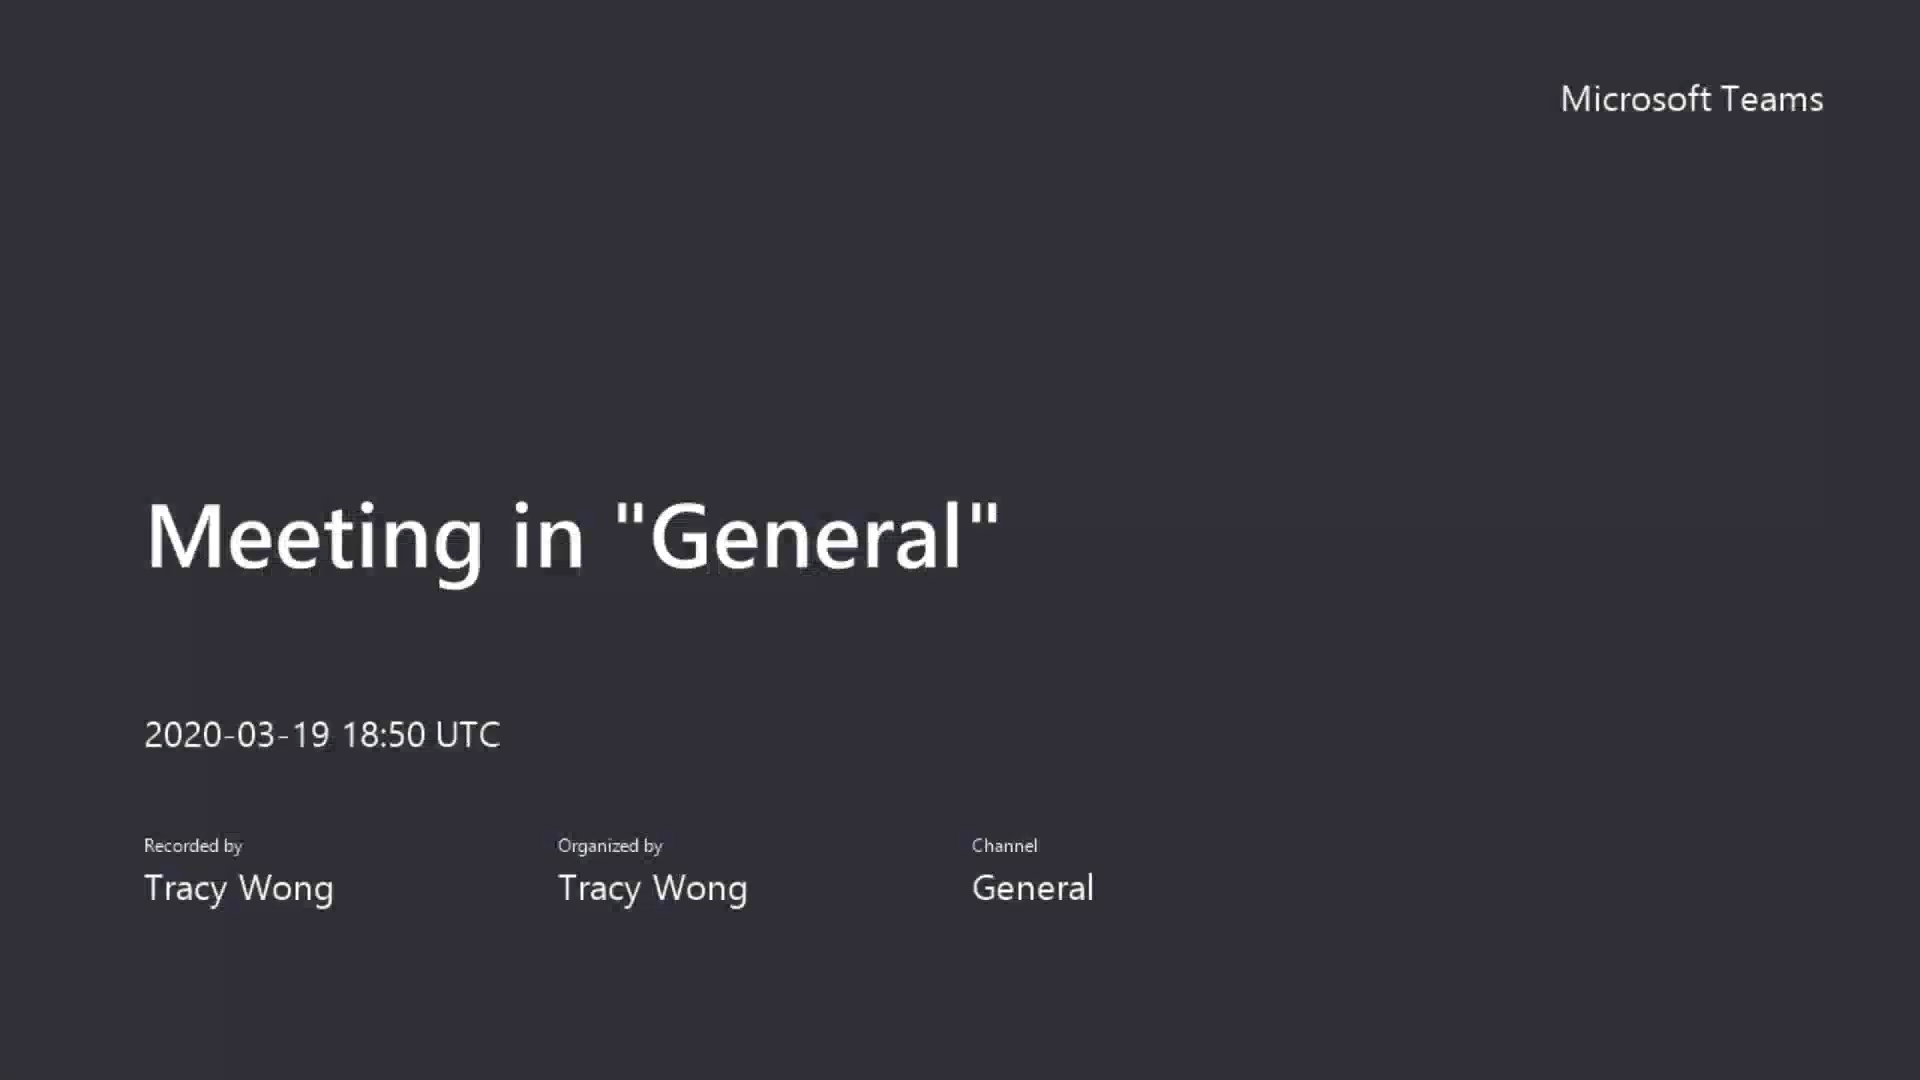 Microsoft Teams
Meeting in "General"
2020-03-19 18:50 UTC
Recorded by
Tracy Wong
Organized by
Tracy Wong
Channel
General